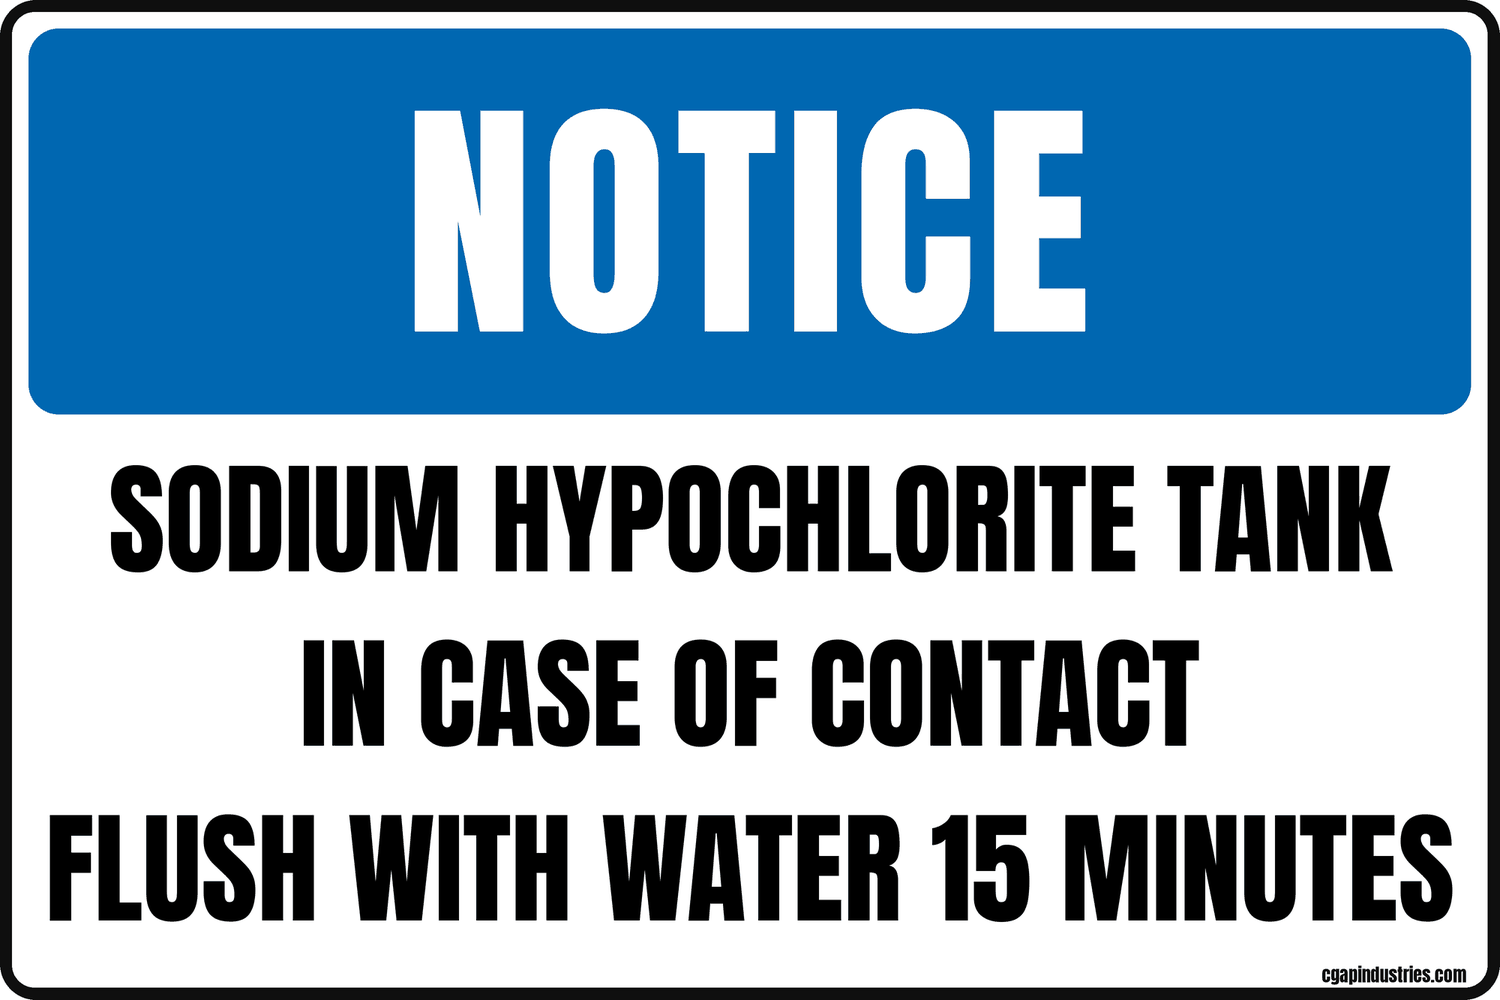 NOTICE
SODIUM HYPOCHLORITE TANK
IN CASE OF CONTACT
FLUSH WITH WATER 15 MINUTES
cgapindustries.com